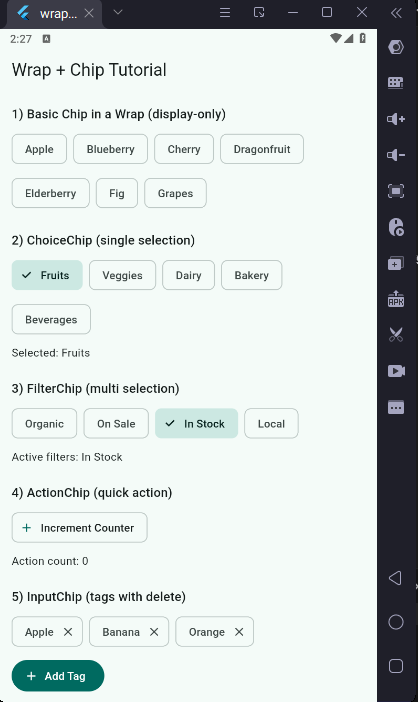 wrap...
2:27
Wrap + Chip Tutorial
1) Basic Chip in a Wrap (display-only)
Apple Blueberry Cherry Dragonfruit
Elderberry Fig Grapes
2) ChoiceChip (single selection)
Fruits Veggies Dairy Bakery
Beverages
Selected: Fruits
3) FilterChip (multi selection)
Organic On Sale In Stock Local
Active filters: In Stock
4) ActionChip (quick action)
+ Increment Counter
Action count: 0
5) InputChip (tags with delete)
Apple Banana Orange
+ Add Tag
APK